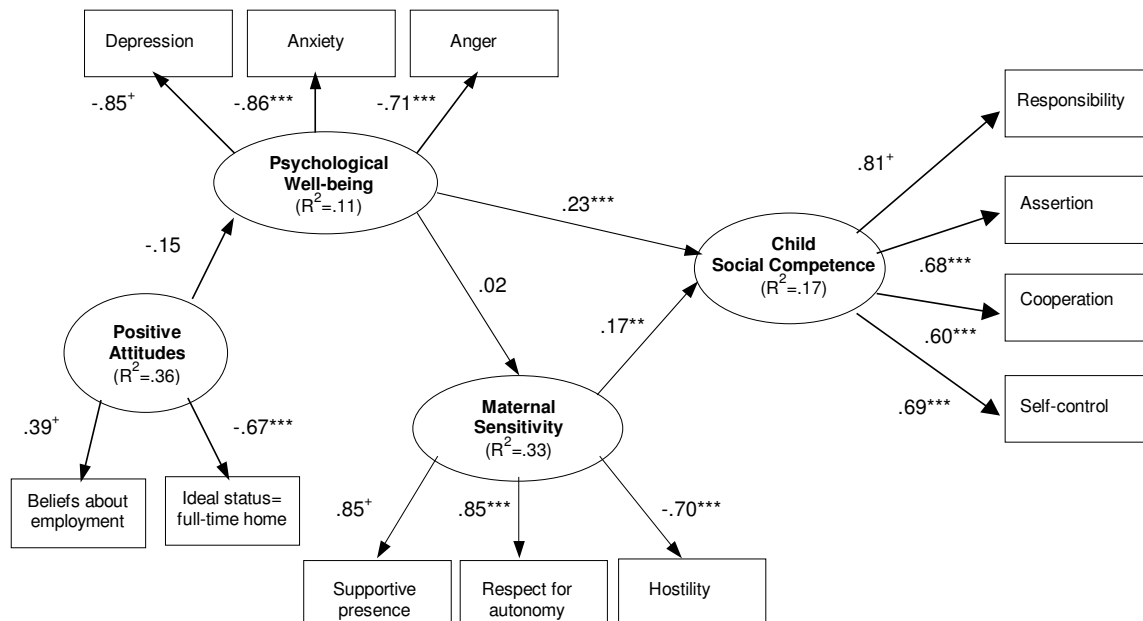 Depression
Anxiety
Anger
-.85+
-.86***
-.71***
Responsibility
Psychological
Well-being
(R²=.11)
.81+
.23***
Assertion
Child
Social Competence
(R²=.17)
-.15
.68***
.02
Cooperation
Positive
Attitudes
(R²=.36)
.17**
.60***
.39+
-.67***
Maternal
Sensitivity
(R²=.33)
.69***
Self-control
Beliefs about
employment
Ideal status=
full-time home
.85+
.85***
-.70***
Supportive
presence
Respect for
autonomy
Hostility